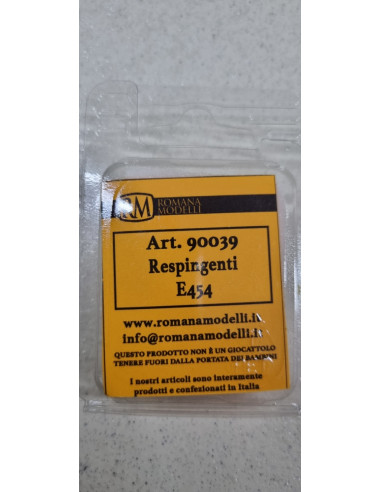 RM ROMANA
MODELLI
Art. 90039
Respingenti
E454
www.romanamodelli.it
info@romanamodelli.it
QUESTO PRODOTTO NON È UN GIOCATTOLO
TENERE FUORI DALLA PORTATA DEI BAMBINI
I nostri articoli sono interamente
prodotti e confezionati in Italia